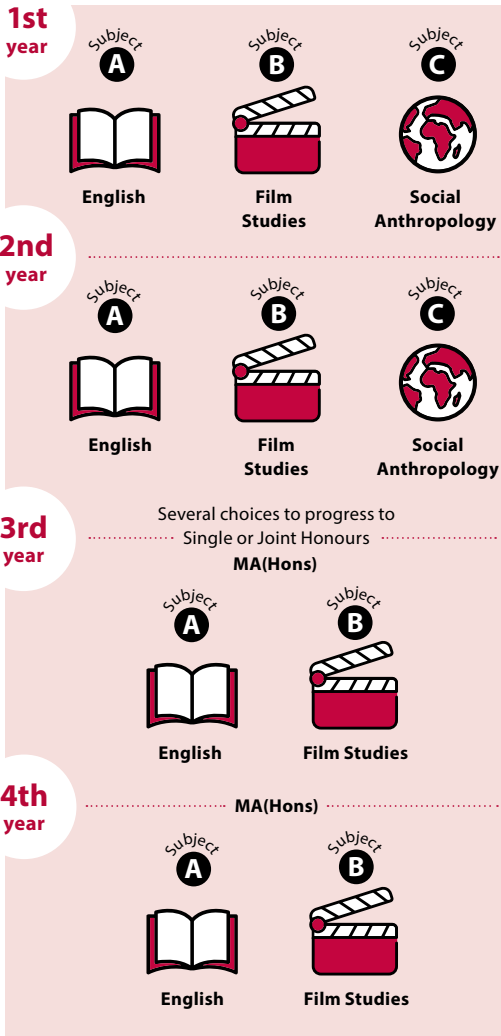 1st
year
Subject
A
Subject
B
Subject
C
English
Film
Studies
Social
Anthropology
2nd
year
Subject
A
Subject
B
Subject
C
English
Film
Studies
Social
Anthropology
3rd
year
Several choices to progress to
Single or Joint Honours
MA(Hons)
Subject
A
Subject
B
English
Film Studies
4th
year
MA(Hons)
Subject
A
Subject
B
English
Film Studies